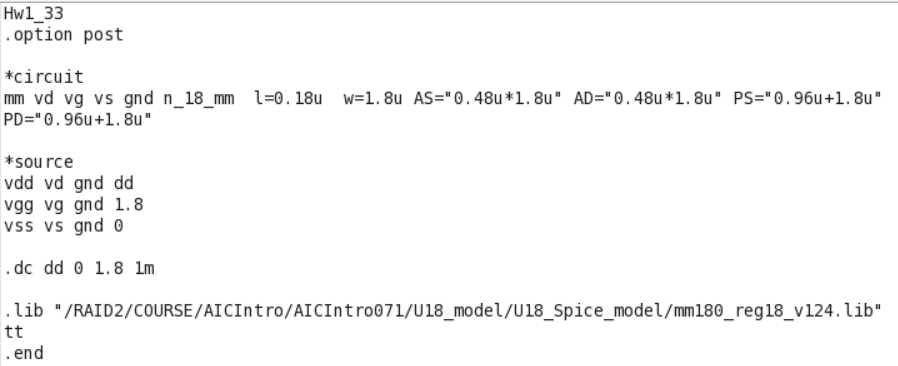 Hw1_33
.option post
*circuit
mm vd vg vs gnd n_18_mm  l=0.18u  w=1.8u AS="0.48u*1.8u" AD="0.48u*1.8u" PS="0.96u+1.8u"
PD="0.96u+1.8u"
*source
vdd vd gnd dd
vgg vg gnd 1.8
vss vs gnd 0
.dc dd 0 1.8 1m
.lib "/RAID2/COURSE/AICIntro/AICIntro071/U18_model/U18_Spice_model/mm180_reg18_v124.lib"
tt
.end